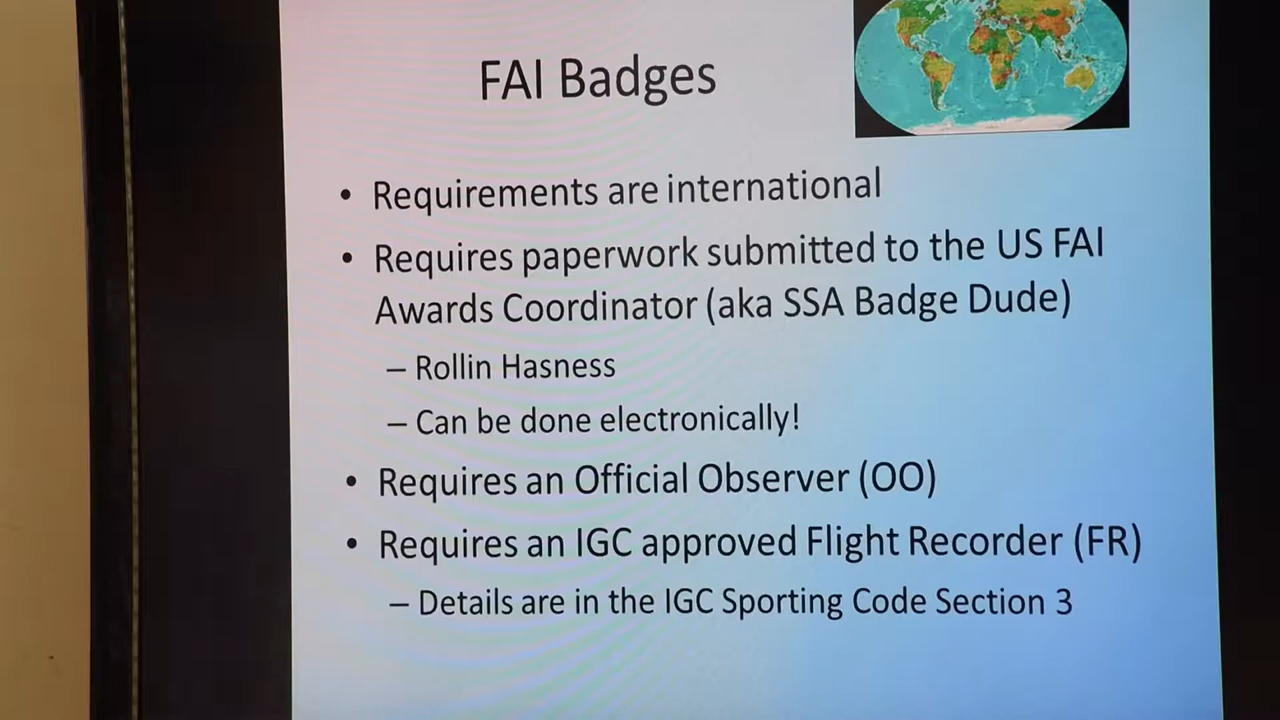 FAI Badges
• Requirements are international
• Requires paperwork submitted to the US FAI
Awards Coordinator (aka SSA Badge Dude)
– Rollin Hasness
– Can be done electronically!
• Requires an Official Observer (OO)
• Requires an IGC approved Flight Recorder (FR)
– Details are in the IGC Sporting Code Section 3